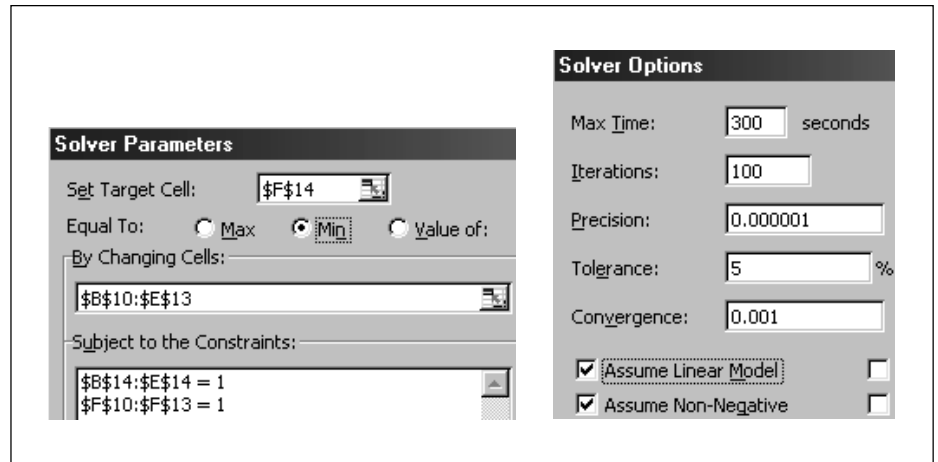 Solver Parameters
Set Target Cell: $F$14
Equal To: Max Min Value of:
By Changing Cells:
$B$10:$E$13
Subject to the Constraints:
$B$14:$E$14 = 1
$F$10:$F$13 = 1
Solver Options
Max Time: 300 seconds
Iterations: 100
Precision: 0.000001
Tolerance: 5 %
Convergence: 0.001
Assume Linear Model
Assume Non-Negative